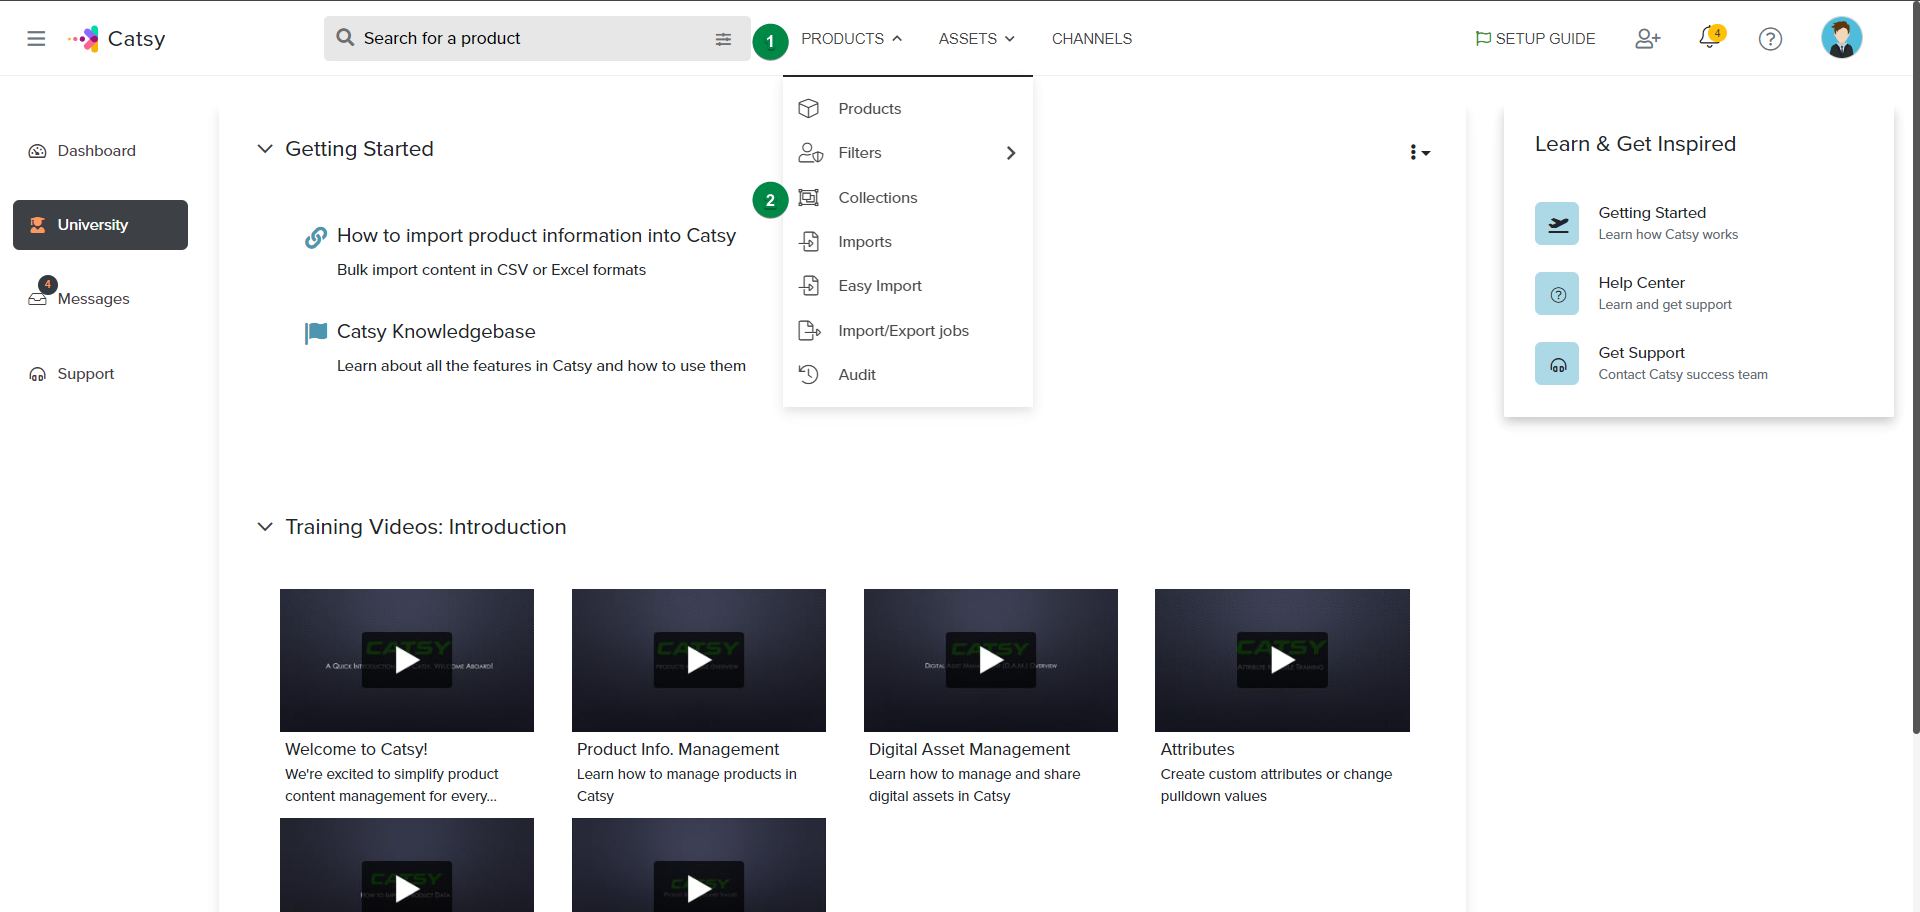 Catsy
Search for a product
1
PRODUCTS
ASSETS
CHANNELS
SETUP GUIDE
4
?
Products
Filters
2
Collections
Imports
Easy Import
Import/Export jobs
Audit
Dashboard
University
4
Messages
Support
Getting Started
How to import product information into Catsy
Bulk import content in CSV or Excel formats
Catsy Knowledgebase
Learn about all the features in Catsy and how to use them
Learn & Get Inspired
Getting Started
Learn how Catsy works
?
Help Center
Learn and get support
Get Support
Contact Catsy success team
Training Videos: Introduction
CATSY
CATSY
CATSY
CATSY
Welcome to Catsy!
We're excited to simplify product
content management for every...
Product Info. Management
Learn how to manage products in
Catsy
Digital Asset Management
Learn how to manage and share
digital assets in Catsy
Attributes
Create custom attributes or change
pulldown values
CATSY
CATSY